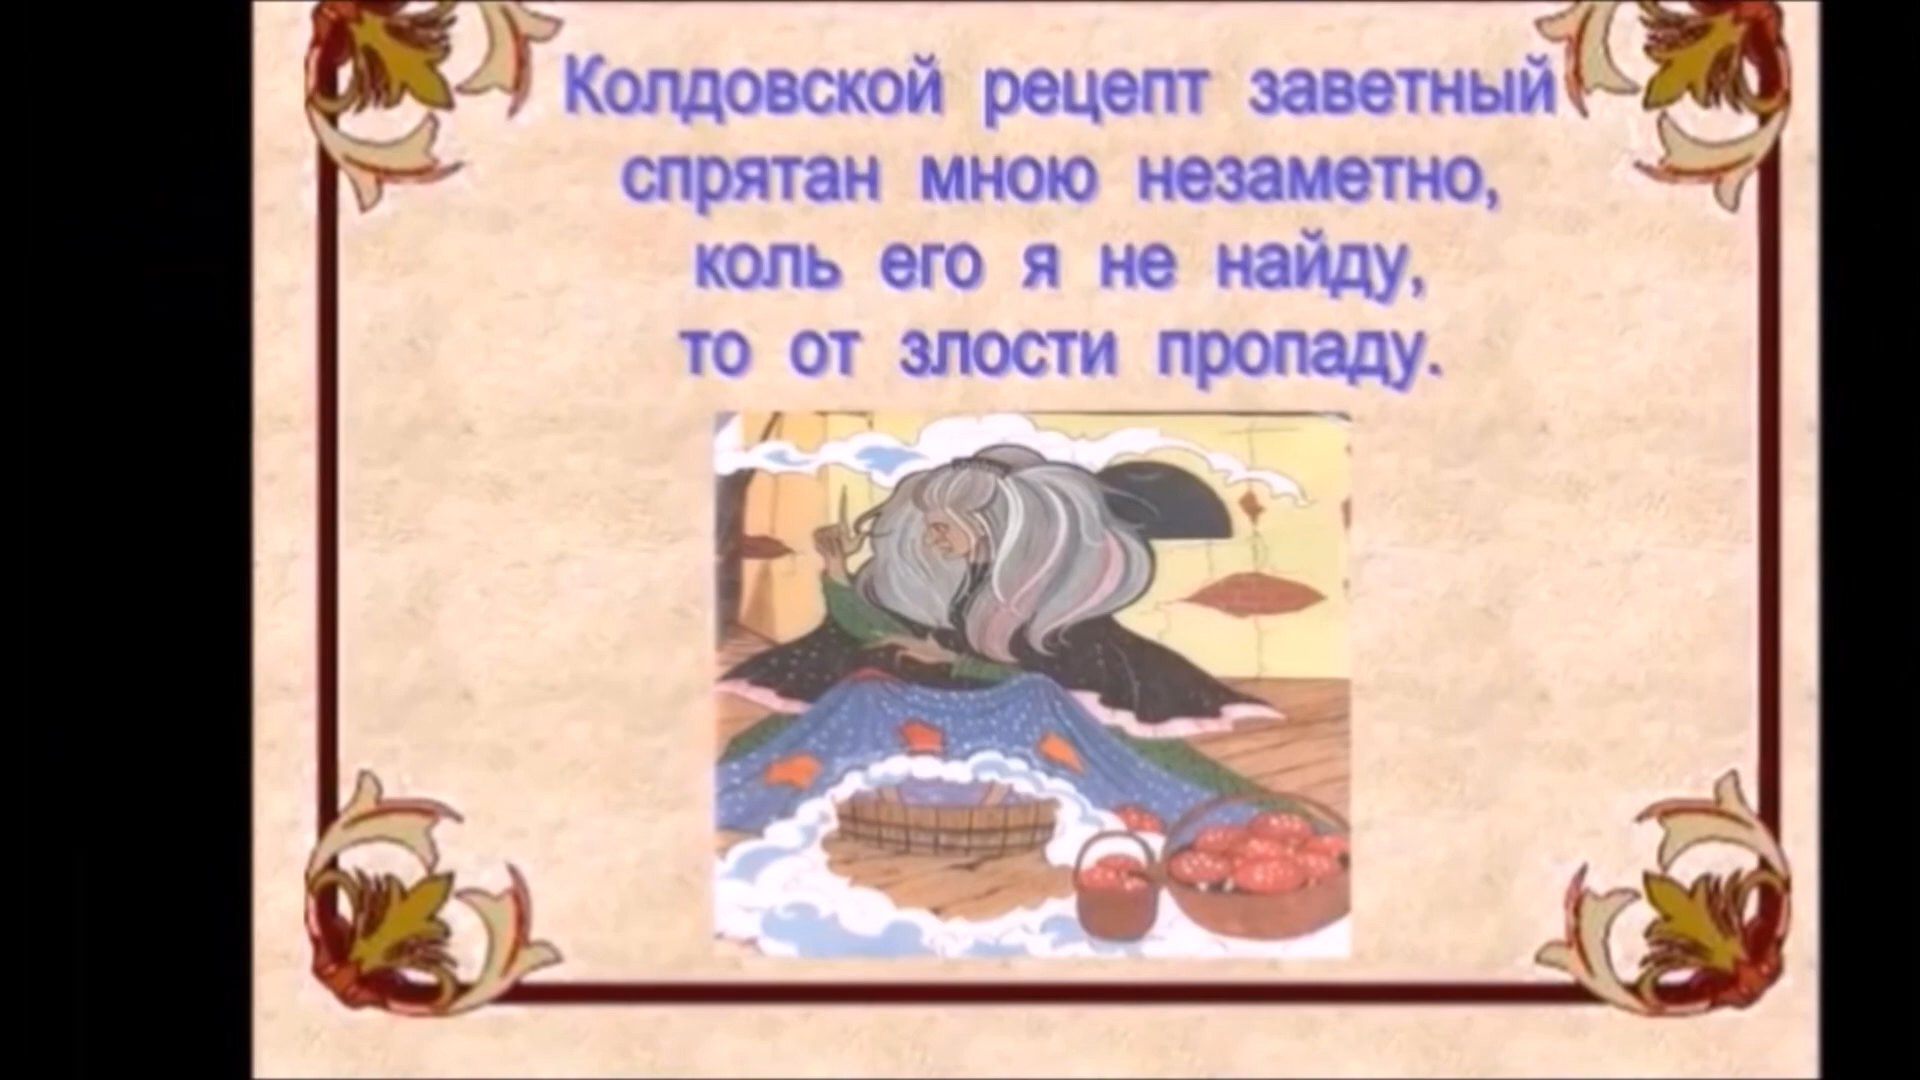 Колдовской рецепт заветный
спрятан мною незаметно,
коль его я не найду,
то от злости пропаду.